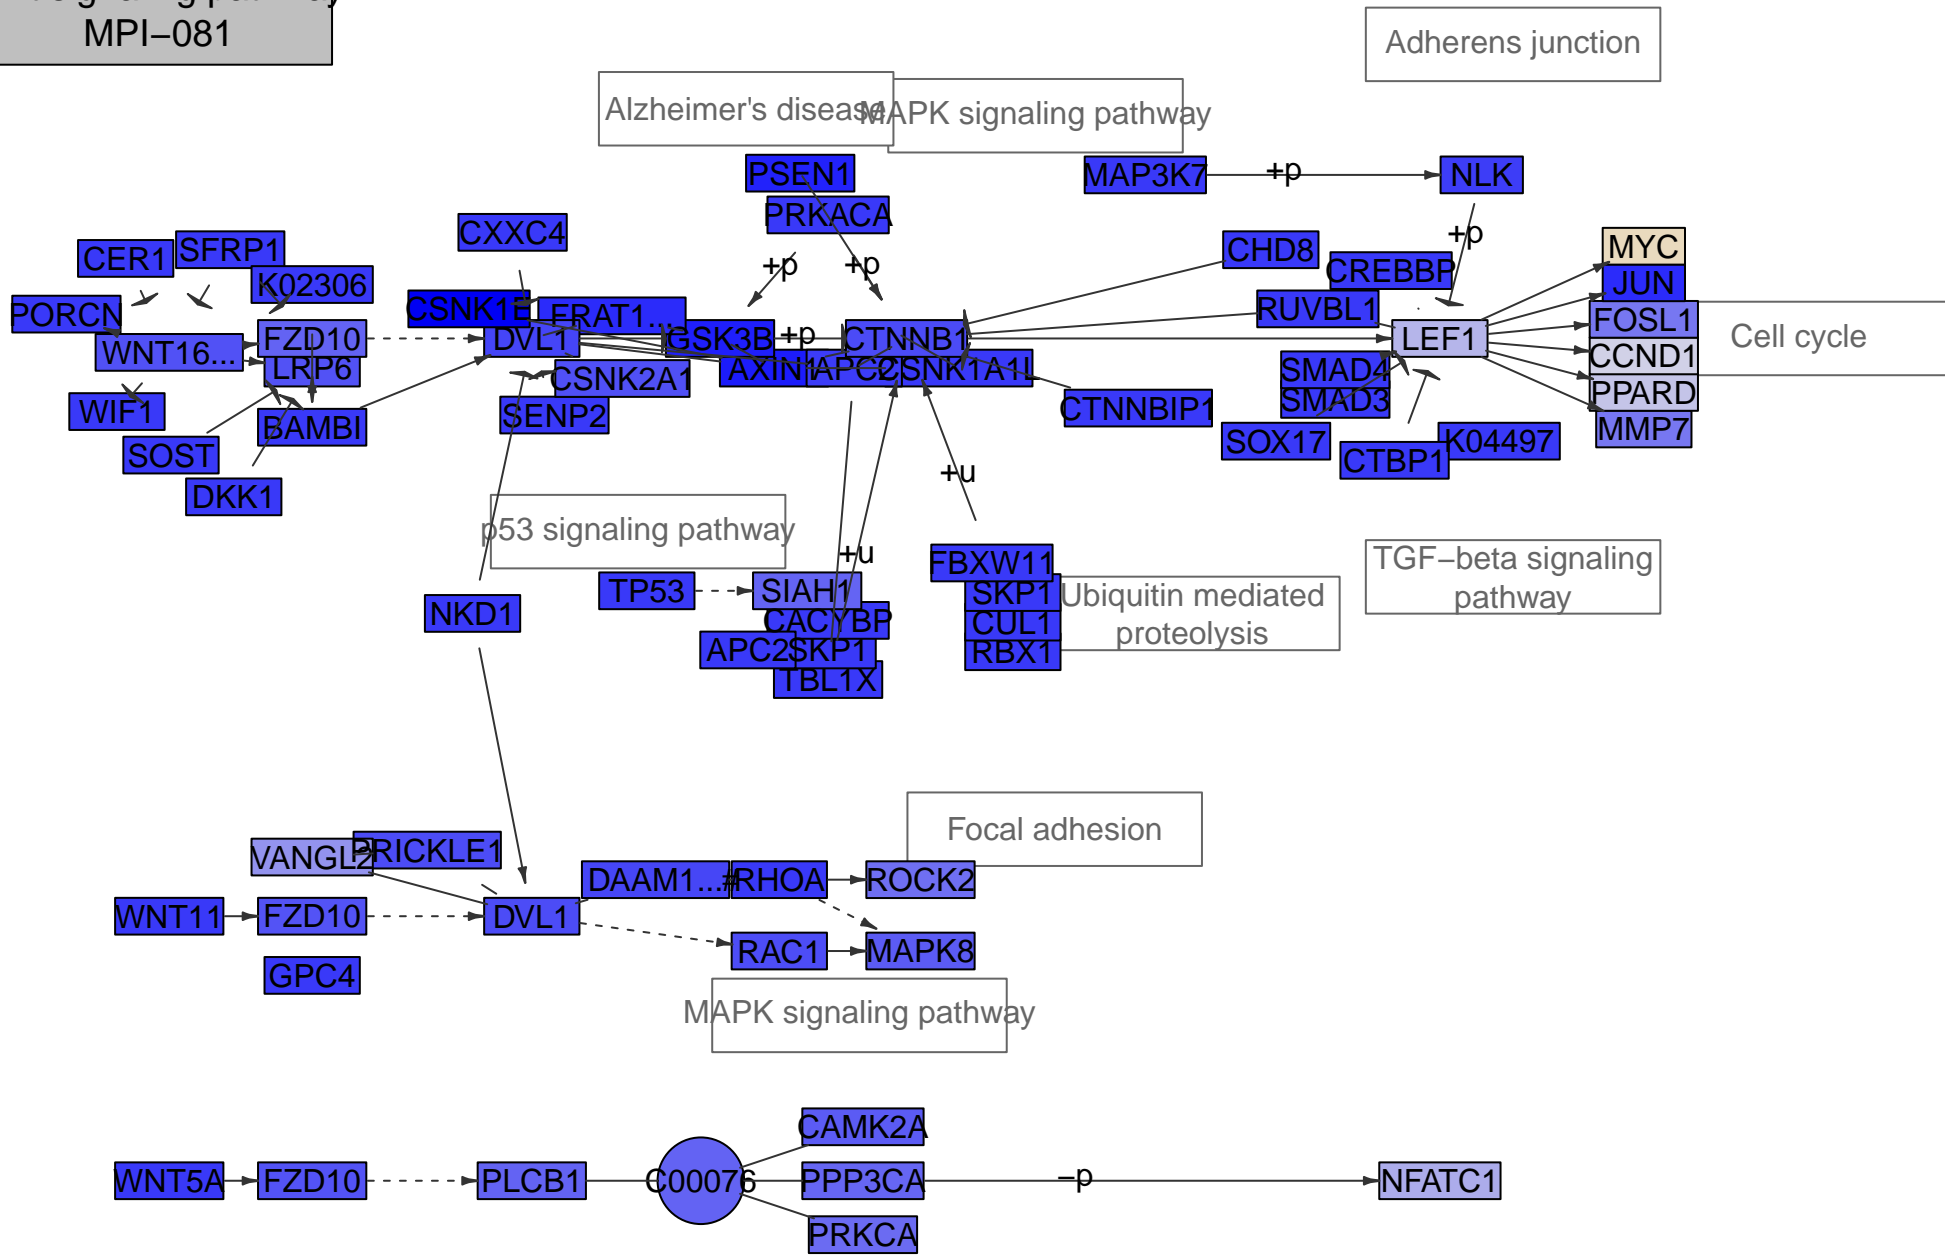 MPI−081
Adherens junction
Alzheimer's disease
MAPK signaling pathway
PSEN1
PRKACA
MAP3K7
+p
NLK
CXXC4
CER1
SFRP1
K02306
+p
+p
+p
CHD8
CREBBP
MYC
JUN
PORCN
CSNK1E
FRAT1...
RUVBL1
FOSL1
WNT16...
FZD10
LRP6
DVL1
GSK3B
+p
CTNNB1
LEF1
Cell cycle
AXIN1
APC2
CSNK1A1L
CCND1
CSNK2A1
SMAD4
SMAD3
PPARD
WIF1
BAMBI
SENP2
CTNNBIP1
MMP7
SOST
SOX17
CTBP1
K04497
DKK1
+u
p53 signaling pathway
+u
TP53
SIAH1
FBXW11
SKP1
CUL1
RBX1
Ubiquitin mediated
proteolysis
TGF−beta signaling
pathway
NKD1
CACYBP
APC2
SKP1
TBL1X
Focal adhesion
VANGL2
PRICKLE1
DAAM1...
RHOA
ROCK2
WNT11
FZD10
DVL1
RAC1
MAPK8
GPC4
MAPK signaling pathway
CAMK2A
WNT5A
FZD10
PLCB1
C00076
PPP3CA
−p
NFATC1
PRKCA